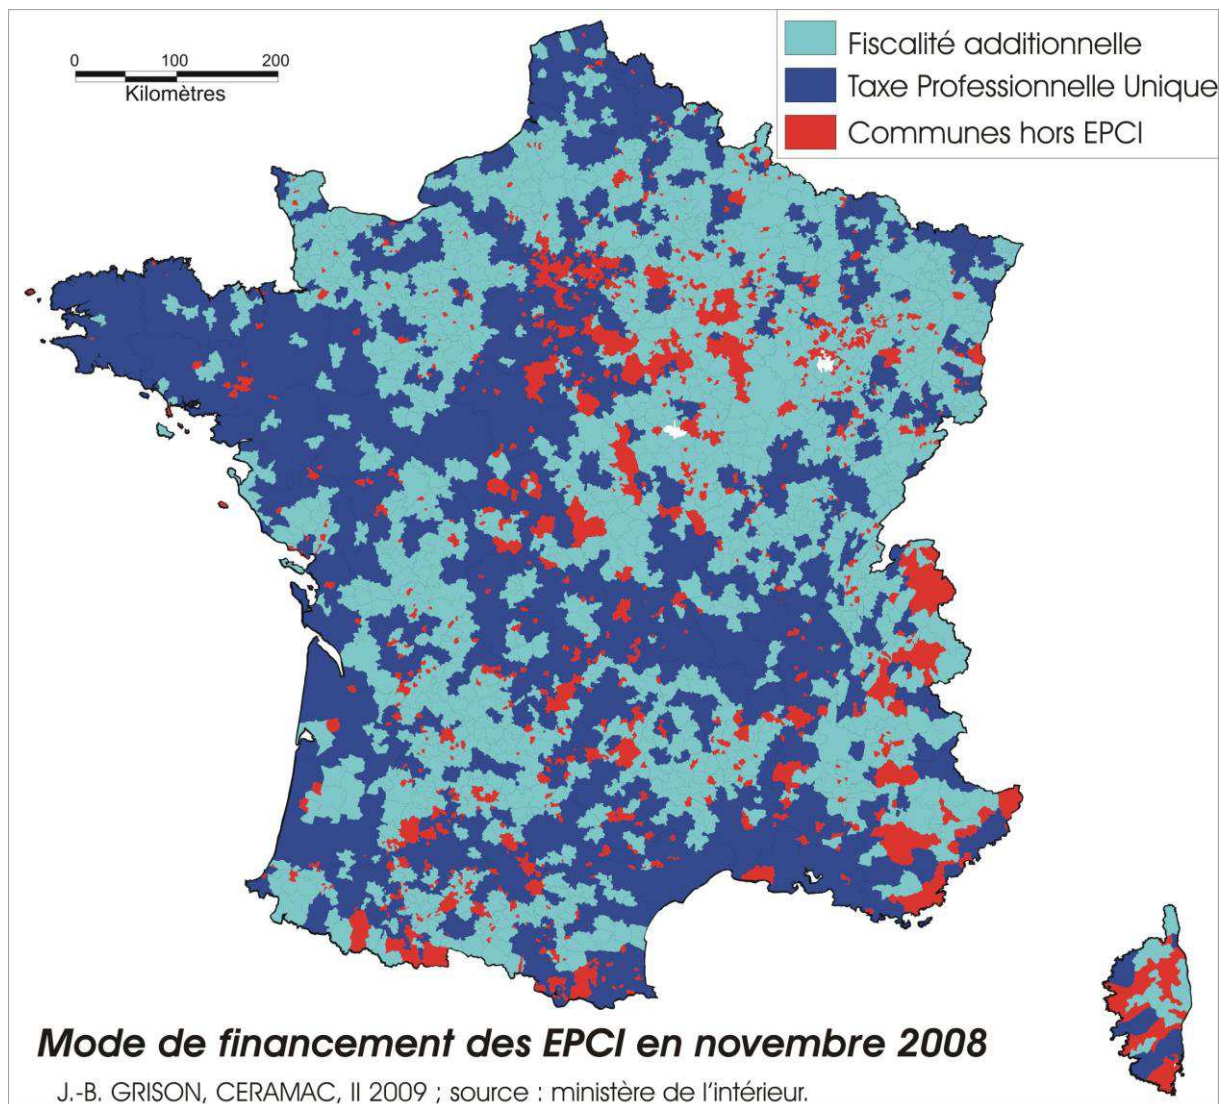 0 100 200
Kilomètres
Fiscalité additionnelle
Taxe Professionnelle Unique
Communes hors EPCI
Mode de financement des EPCI en novembre 2008
J.-B. GRISON, CERAMAC, II 2009 ; source : ministère de l'intérieur.